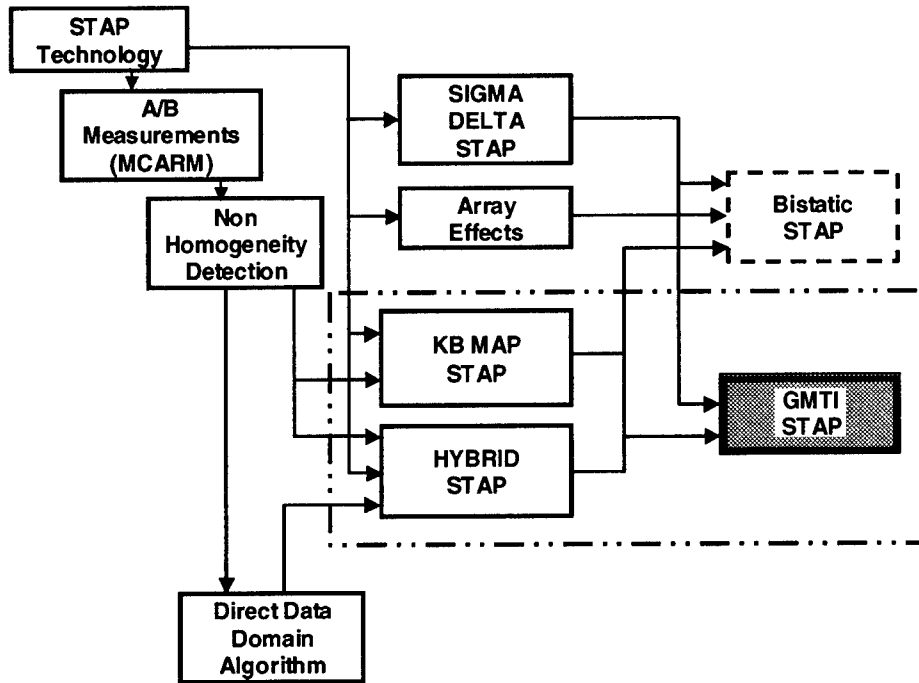 STAP
Technology
A/B
Measurements
(MCARM)
Non
Homogeneity
Detection
SIGMA
DELTA
STAP
Array
Effects
Bistatic
STAP
KB MAP
STAP
GMTI
STAP
HYBRID
STAP
Direct Data
Domain
Algorithm